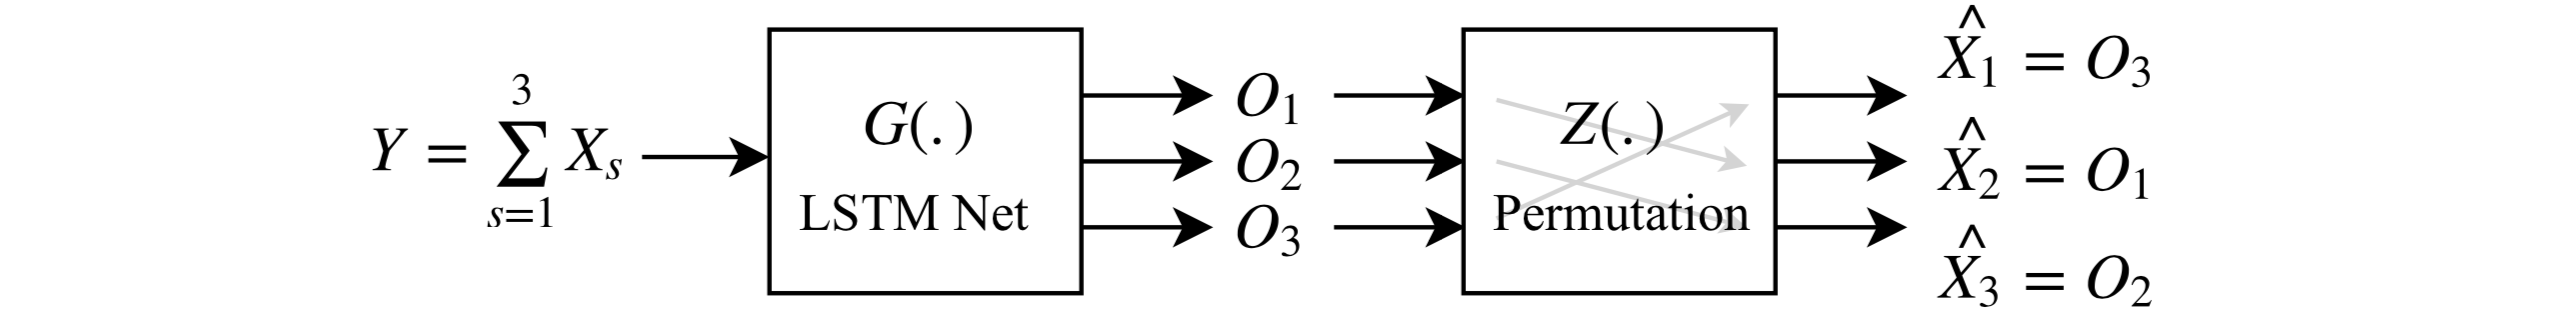 Y = \sum_{s=1}^{3} X_s
G(.)
LSTM Net
O_1
O_2
O_3
Z(.)
Permutation
\hat{X}_1 = O_3
\hat{X}_2 = O_1
\hat{X}_3 = O_2